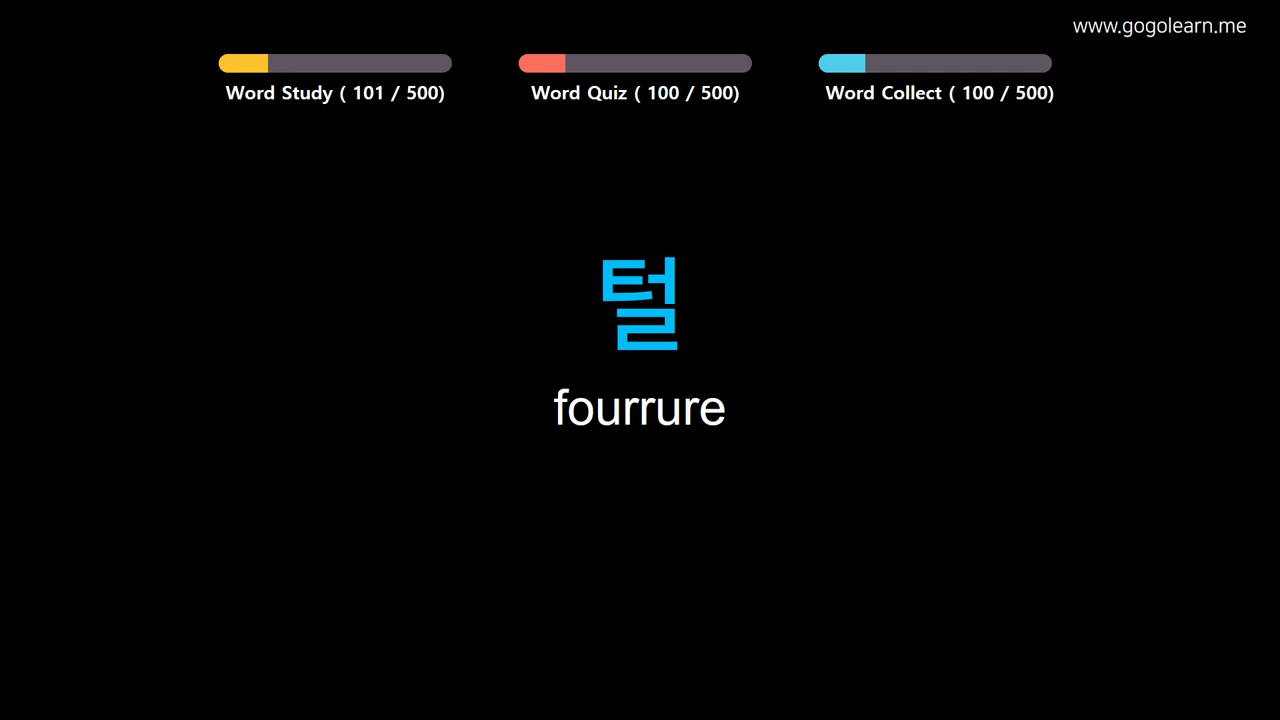 www.gogolearn.me
Word Study ( 101 / 500)
Word Quiz ( 100 / 500)
Word Collect ( 100 / 500)
털
fourrure